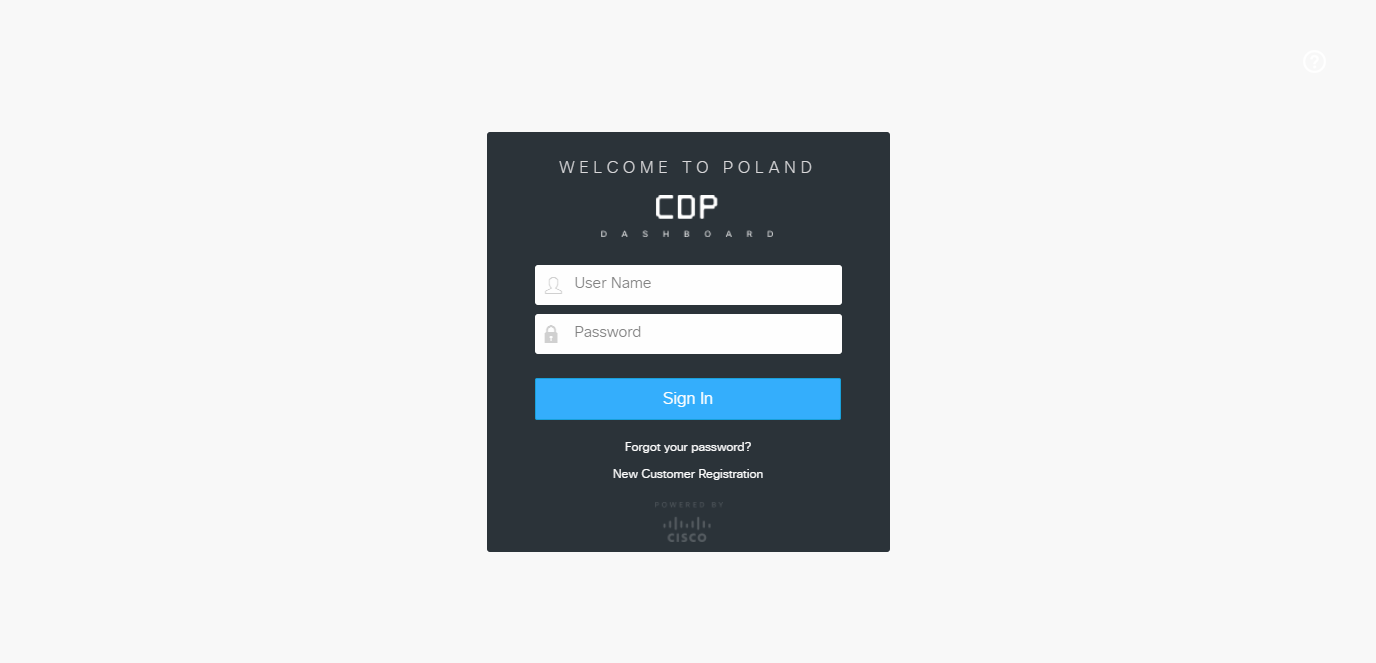 ?
WELCOME TO POLAND
CDP
DASHBOARD
User Name
Password
Sign In
Forgot your password?
New Customer Registration
POWERED BY
CISCO